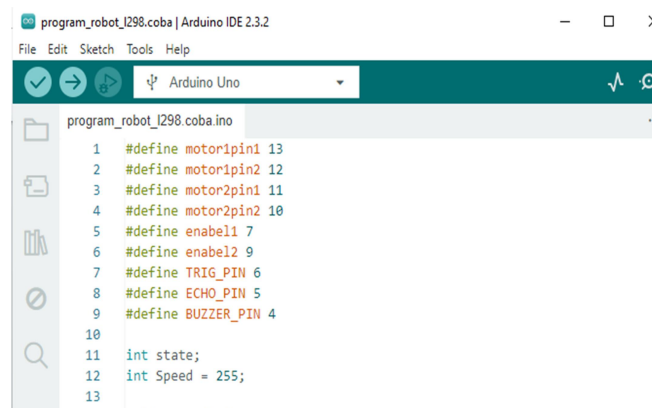 program_robot_l298.coba | Arduino IDE 2.3.2
File Edit Sketch Tools Help
Arduino Uno
program_robot_l298.coba.ino
1 #define motor1pin1 13
2 #define motor1pin2 12
3 #define motor2pin1 11
4 #define motor2pin2 10
5 #define enabel1 7
6 #define enabel2 9
7 #define TRIG_PIN 6
8 #define ECHO_PIN 5
9 #define BUZZER_PIN 4
10
11 int state;
12 int Speed = 255;
13